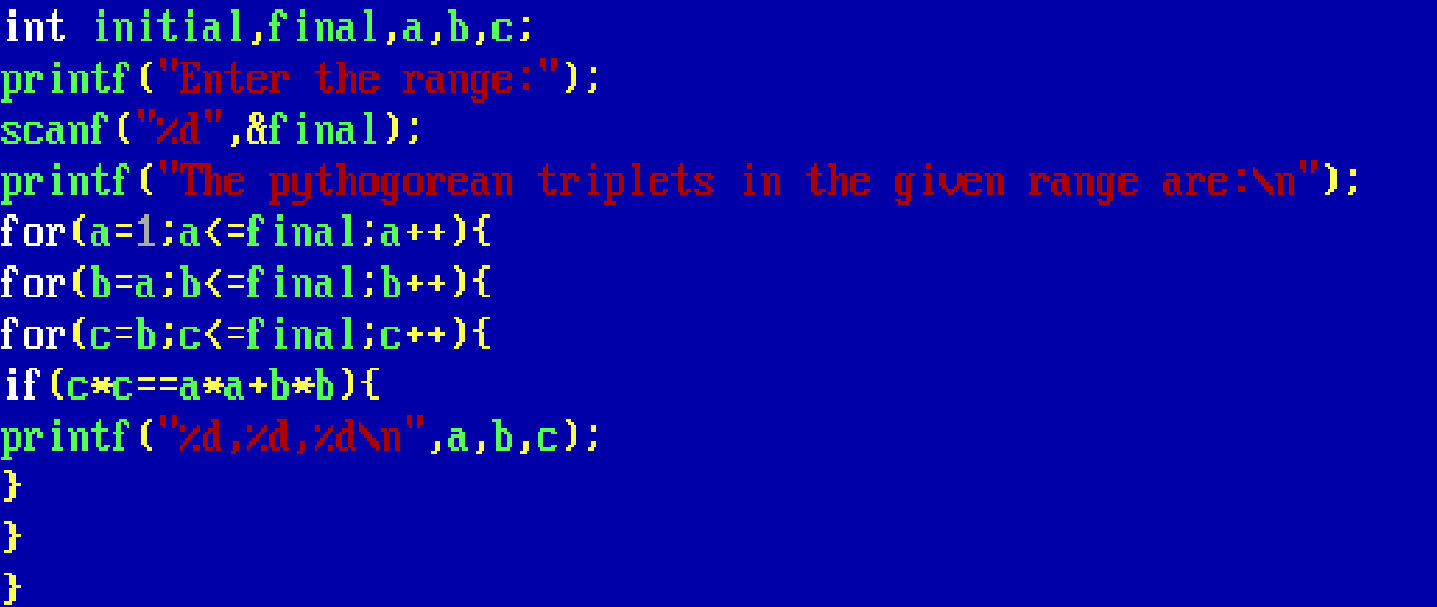 int initial,final,a,b,c;
printf("Enter the range:");
scanf("%d",&final);
printf("The pythogorean triplets in the given range are:\n");
for(a=1;a<=final;a++){
for(b=a;b<=final;b++){
for(c=b;c<=final;c++){
if(c*c==a*a+b*b){
printf("%d,%d,%d\n",a,b,c);
}
}
}